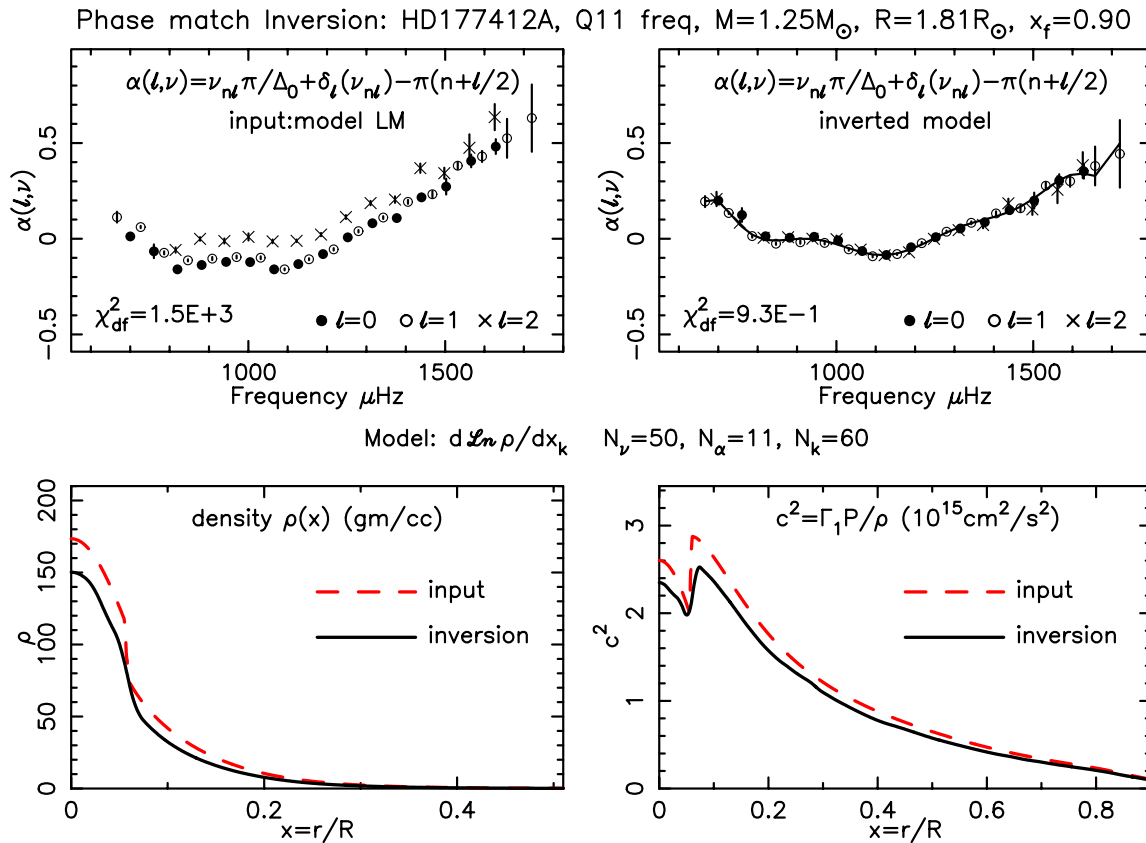 Phase match Inversion: HD177412A, Q11 freq, M=1.25M⊙, R=1.81R⊙, x_f=0.90
α(ℓ,ν)=ν_nℓ π/Δ_0+δ_ℓ(ν_nℓ)−π(n+ℓ/2)
input:model LM
α(ℓ,ν)
0.5
0
−0.5
χ²_df=1.5E+3
● ℓ=0 ○ ℓ=1 × ℓ=2
1000 1500
Frequency μHz
α(ℓ,ν)=ν_nℓ π/Δ_0+δ_ℓ(ν_nℓ)−π(n+ℓ/2)
inverted model
α(ℓ,ν)
0.5
0
−0.5
χ²_df=9.3E−1
● ℓ=0 ○ ℓ=1 × ℓ=2
1000 1500
Frequency μHz
Model: d ℒn ρ/dx_k N_ν=50, N_α=11, N_k=60
density ρ(x) (gm/cc)
input
inversion
ρ
200
150
100
50
0
0 0.2 0.4
x=r/R
c²=Γ_1P/ρ (10¹⁵cm²/s²)
input
inversion
c²
3
2
1
0
0 0.2 0.4 0.6 0.8
x=r/R